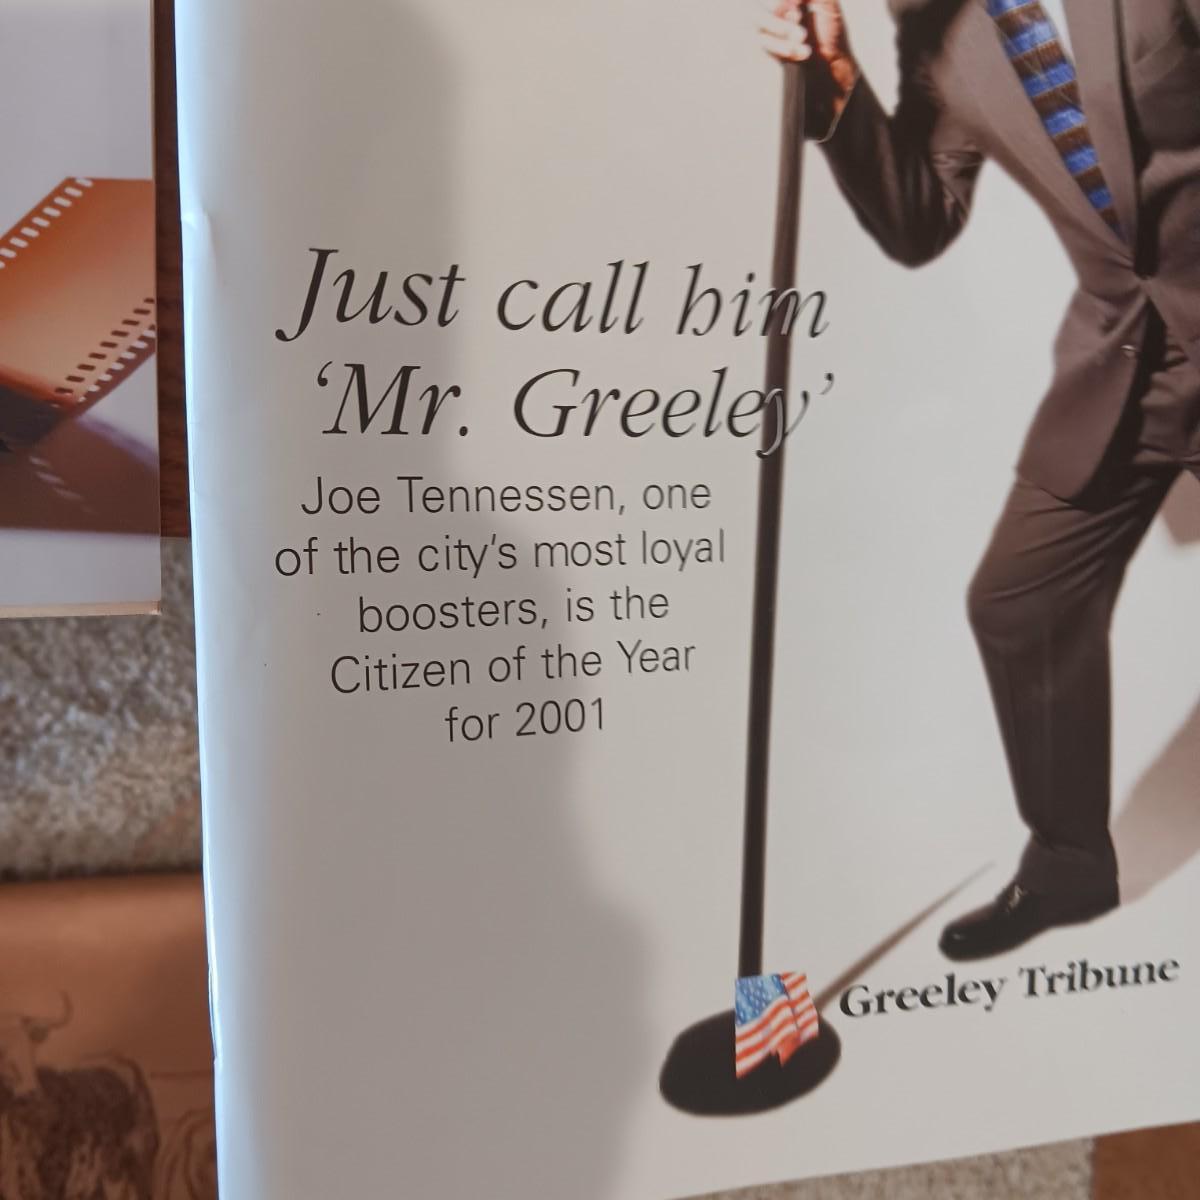 Just call him
‘Mr. Greeley’
Joe Tennessen, one
of the city's most loyal
boosters, is the
Citizen of the Year
for 2001
Greeley Tribune